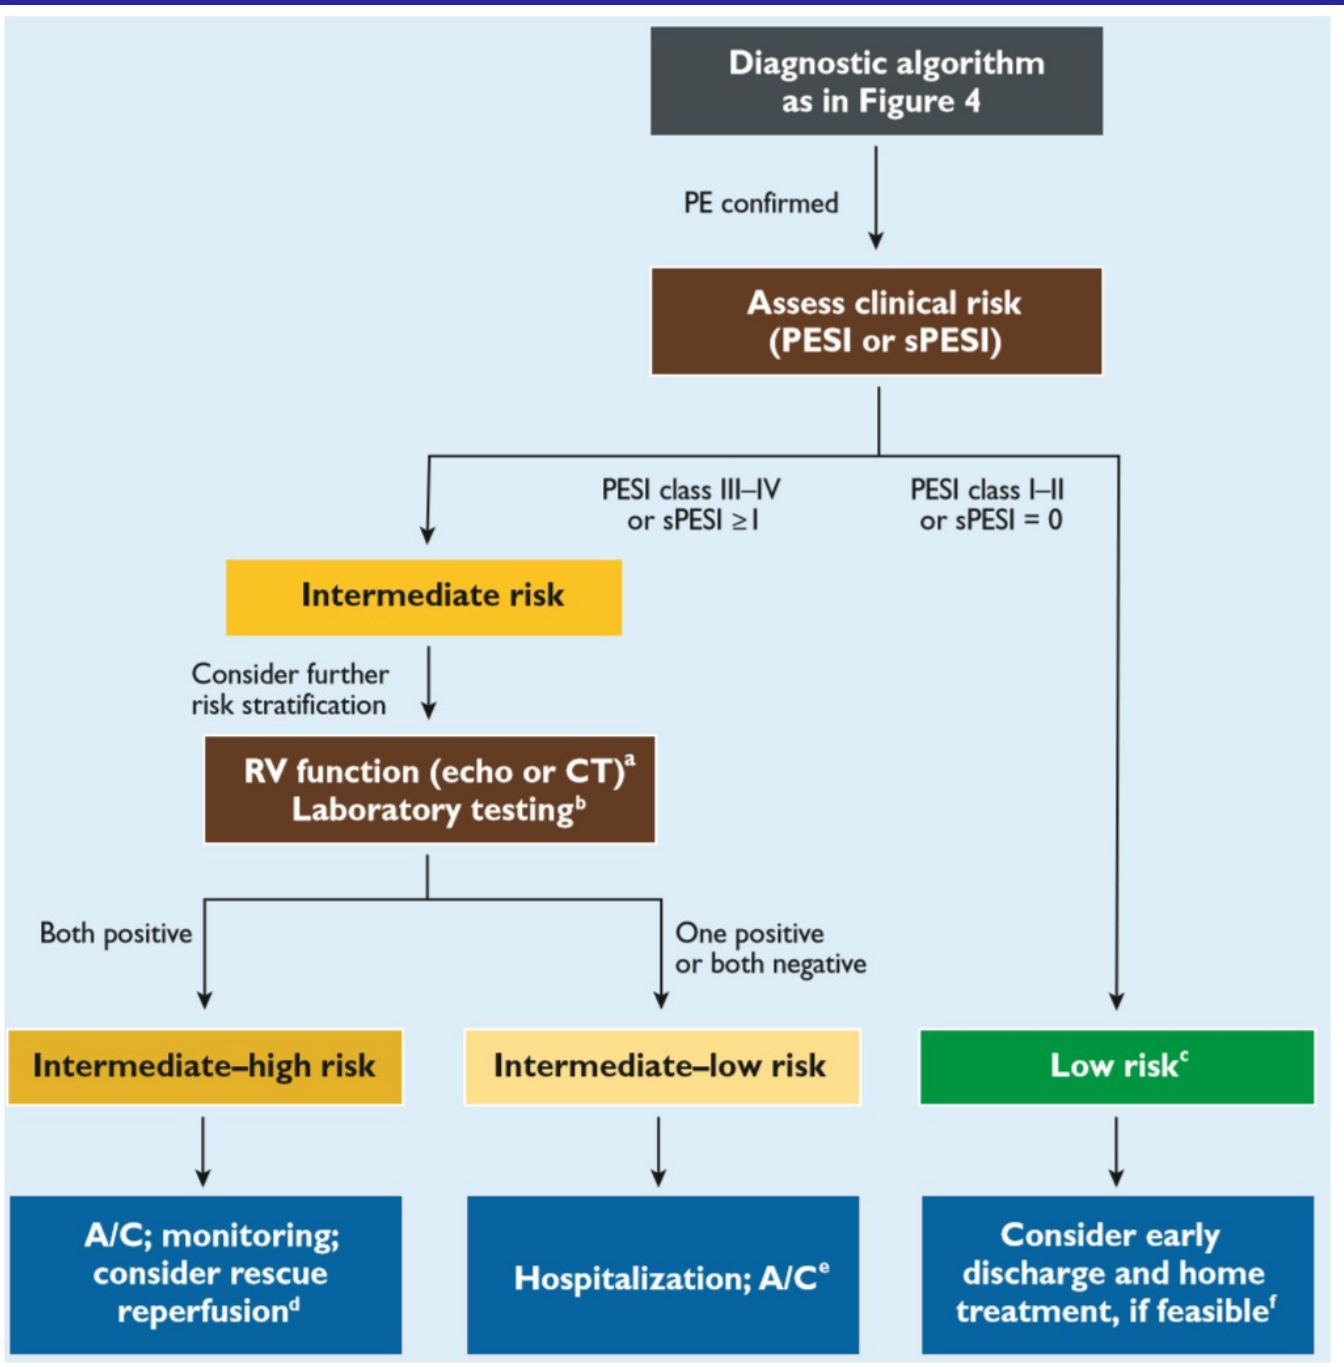 Diagnostic algorithm
as in Figure 4
PE confirmed
Assess clinical risk
(PESI or sPESI)
PESI class III–IV
or sPESI ≥1
PESI class I–II
or sPESI = 0
Intermediate risk
Consider further
risk stratification
RV function (echo or CT)ᵃ
Laboratory testingᵇ
Both positive
One positive
or both negative
Intermediate–high risk
Intermediate–low risk
Low riskᶜ
A/C; monitoring;
consider rescue
reperfusionᵈ
Hospitalization; A/Cᵉ
Consider early
discharge and home
treatment, if feasibleᶠ